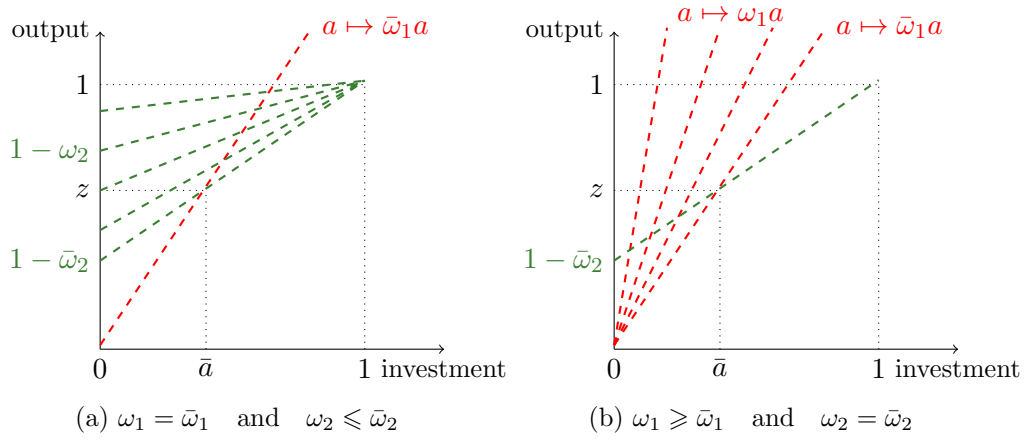 output
a ↦ ω̄₁a
1
1 − ω₂
z
1 − ω̄₂
0
ā
1 investment
(a) ω₁ = ω̄₁ and ω₂ ⩽ ω̄₂
output
a ↦ ω₁a
a ↦ ω̄₁a
1
z
1 − ω̄₂
0
ā
1 investment
(b) ω₁ ⩾ ω̄₁ and ω₂ = ω̄₂